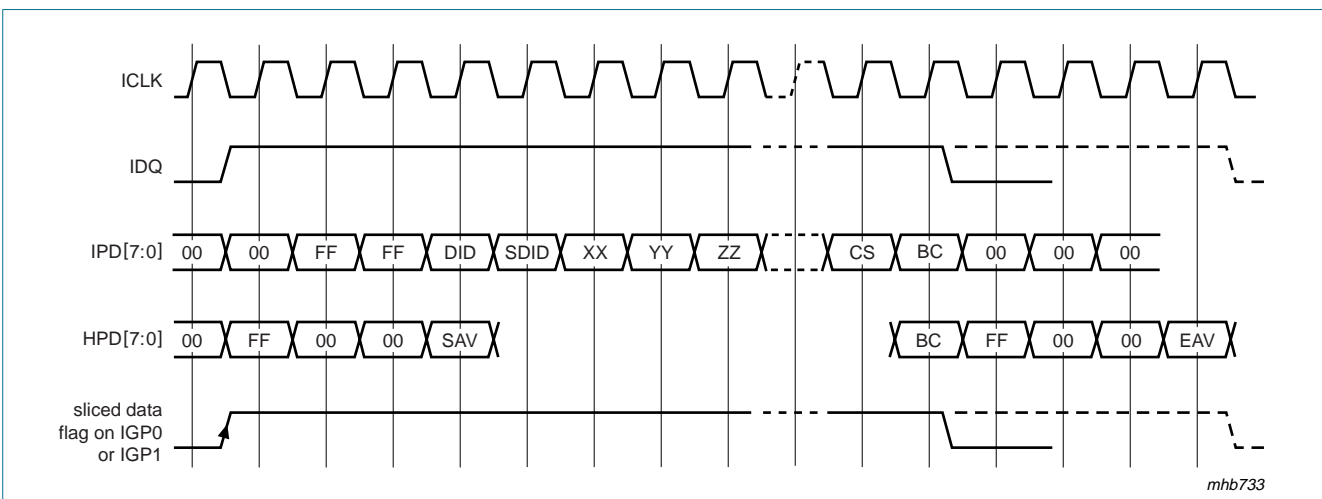 ICLK
IDQ
IPD[7:0] 00 00 FF FF DID SDID XX YY ZZ CS BC 00 00 00
HPD[7:0] 00 FF 00 00 SAV BC FF 00 00 EAV
sliced data
flag on IGP0
or IGP1
mhb733